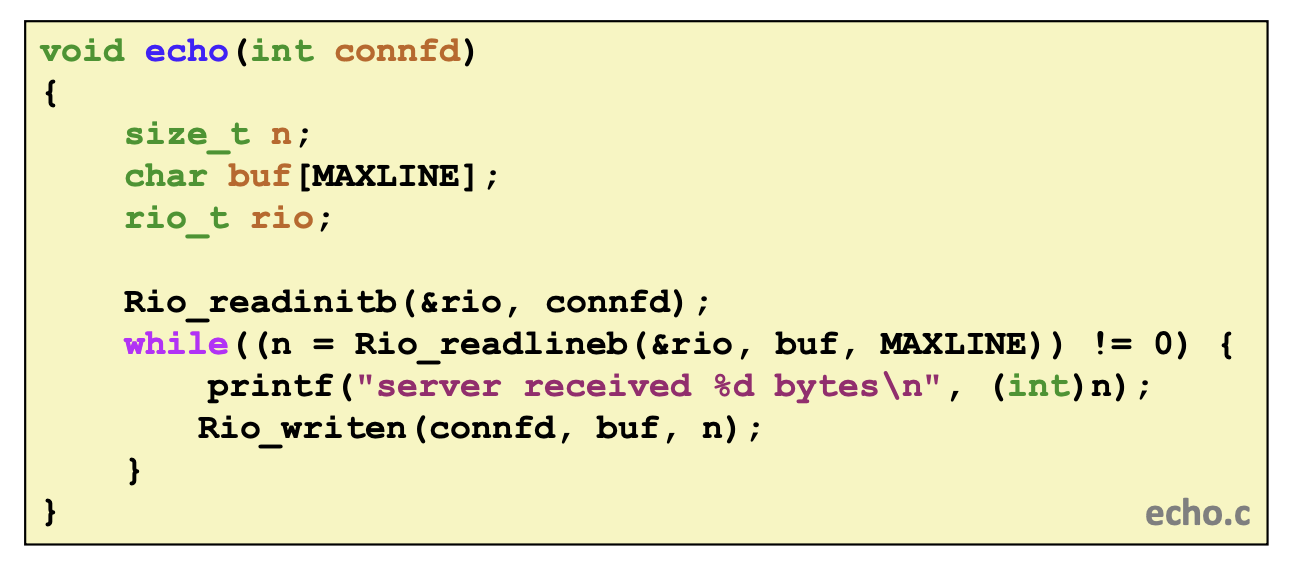 void echo(int connfd)
{
    size_t n;
    char buf[MAXLINE];
    rio_t rio;

    Rio_readinitb(&rio, connfd);
    while((n = Rio_readlineb(&rio, buf, MAXLINE)) != 0) {
        printf("server received %d bytes\n", (int)n);
        Rio_writen(connfd, buf, n);
    }
}
echo.c